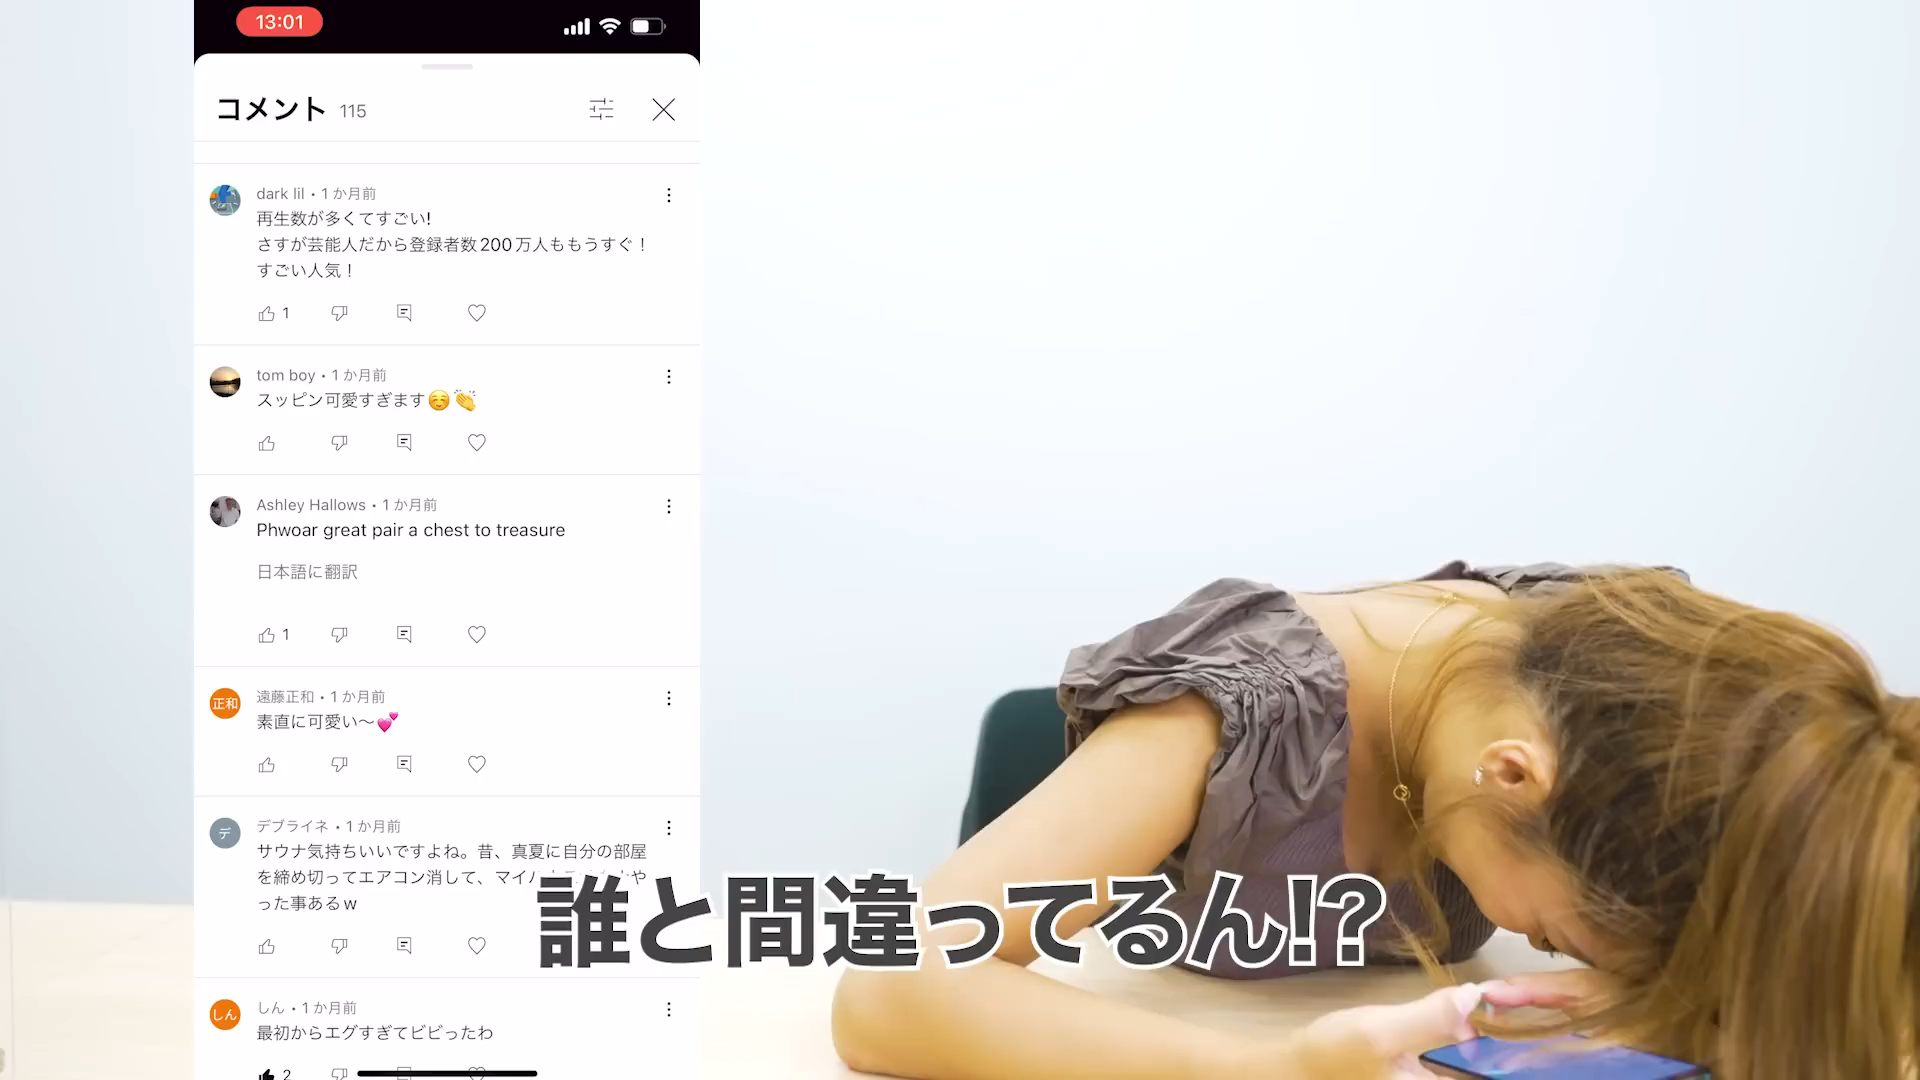 13:01
コメント 115
dark lil・1か月前
再生数が多くてすごい!
さすが芸能人だから登録者数200万人ももうすぐ！
すごい人気！
1
tom boy・1か月前
スッピン可愛すぎます☺️👏
Ashley Hallows・1か月前
Phwoar great pair a chest to treasure
日本語に翻訳
1
正和
遠藤正和・1か月前
素直に可愛い〜💕
デ
デブライネ・1か月前
サウナ気持ちいいですよね。昔、真夏に自分の部屋
を締め切ってエアコン消して、マイ
った事あるw
誰と間違ってるん!?
しん
しん・1か月前
最初からエグすぎてビビったわ
2